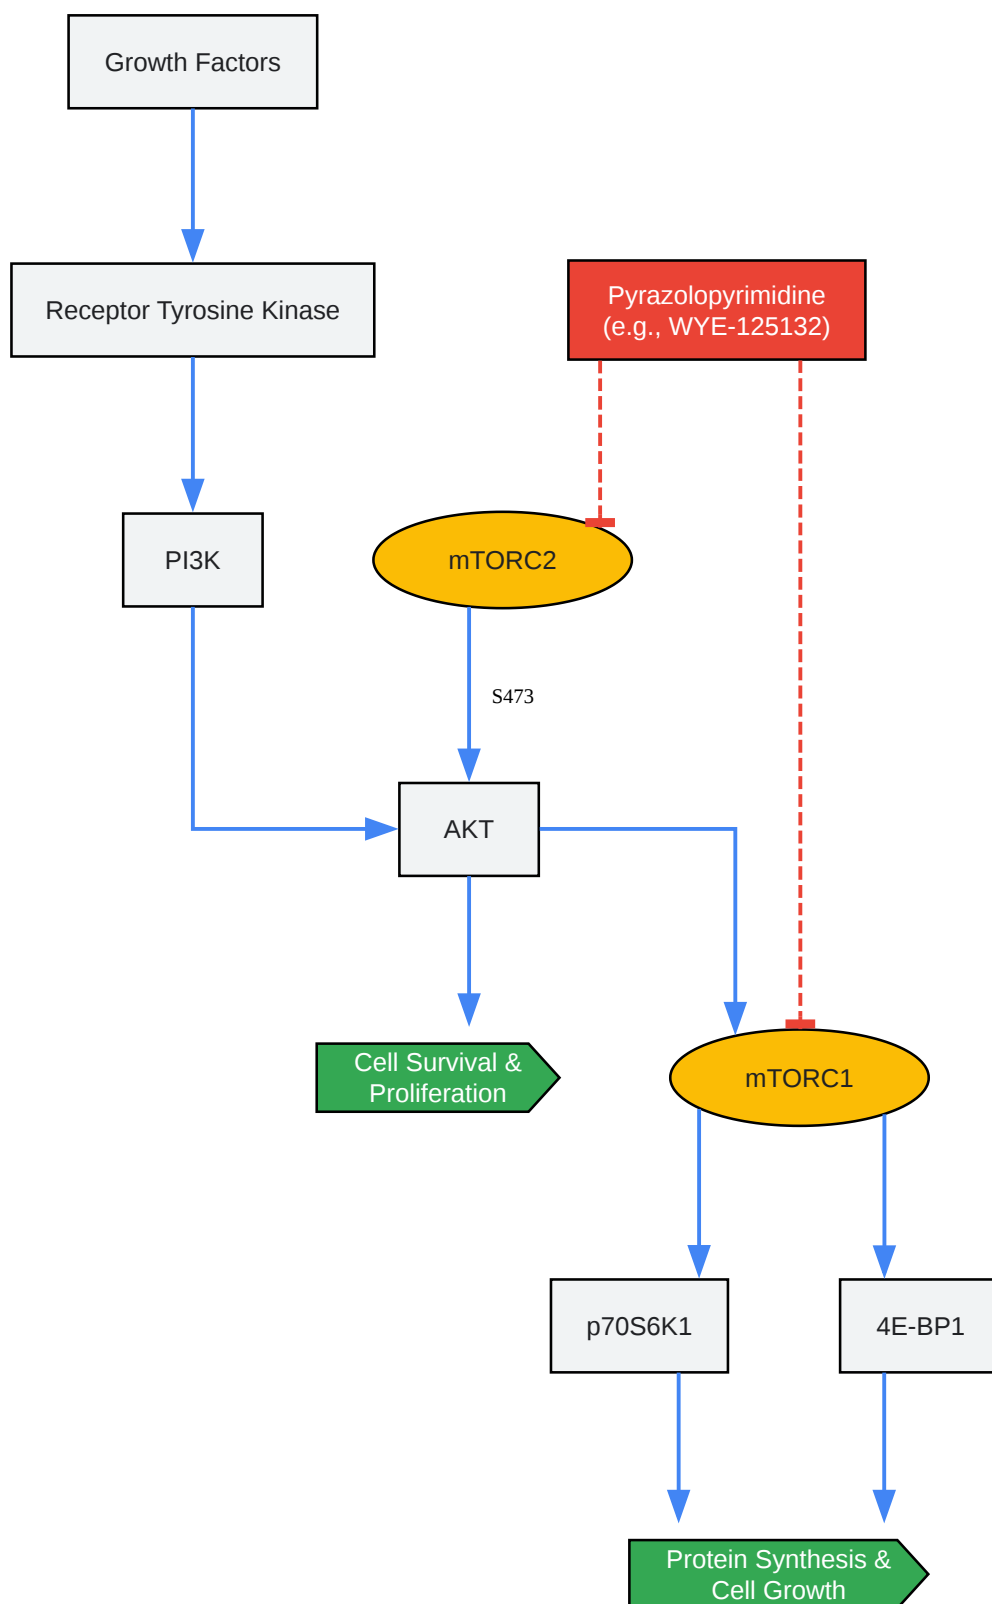 Growth Factors
Receptor Tyrosine Kinase
Pyrazolopyrimidine
(e.g., WYE-125132)
PI3K
mTORC2
S473
AKT
Cell Survival &
Proliferation
mTORC1
p70S6K1
4E-BP1
Protein Synthesis &
Cell Growth